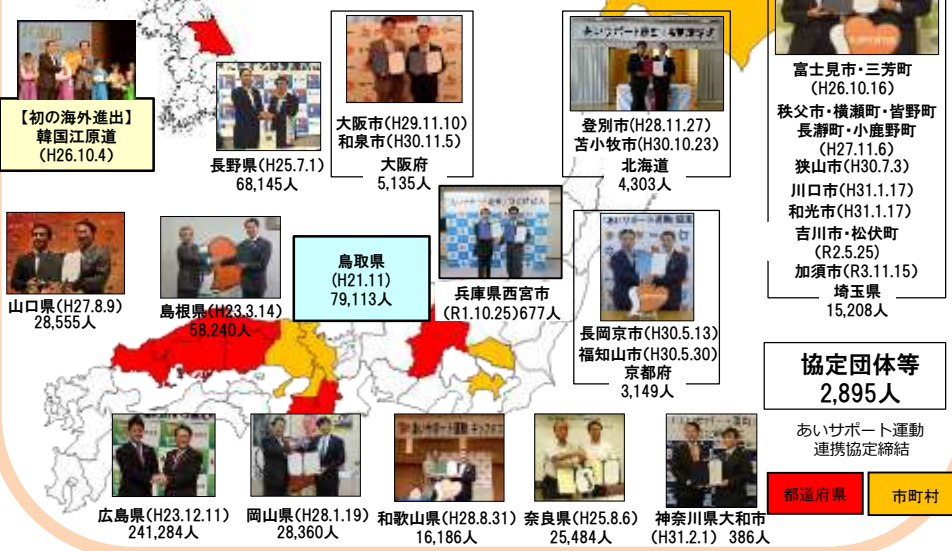 【初の海外進出】
韓国江原道
(H26.10.4)
長野県(H25.7.1)
68,145人
大阪市(H29.11.10)
和泉市(H30.11.5)
大阪府
5,135人
登別市(H28.11.27)
苫小牧市(H30.10.23)
北海道
4,303人
富士見市・三芳町
(H26.10.16)
秩父市・横瀬町・皆野町
長瀞町・小鹿野町
(H27.11.6)
狭山市(H30.7.3)
川口市(H31.1.17)
和光市(H31.1.17)
吉川市・松伏町
(R2.5.25)
加須市(R3.11.15)
埼玉県
15,208人
山口県(H27.8.9)
28,555人
島根県(H23.3.14)
58,240人
鳥取県
(H21.11)
79,113人
兵庫県西宮市
(R1.10.25)677人
長岡京市(H30.5.13)
福知山市(H30.5.30)
京都府
3,149人
協定団体等
2,895人
あいサポート運動
連携協定締結
都道府県
市町村
広島県(H23.12.11)
241,284人
岡山県(H28.1.19)
28,360人
和歌山県(H28.8.31)
16,186人
奈良県(H25.8.6)
25,484人
神奈川県大和市
(H31.2.1) 386人